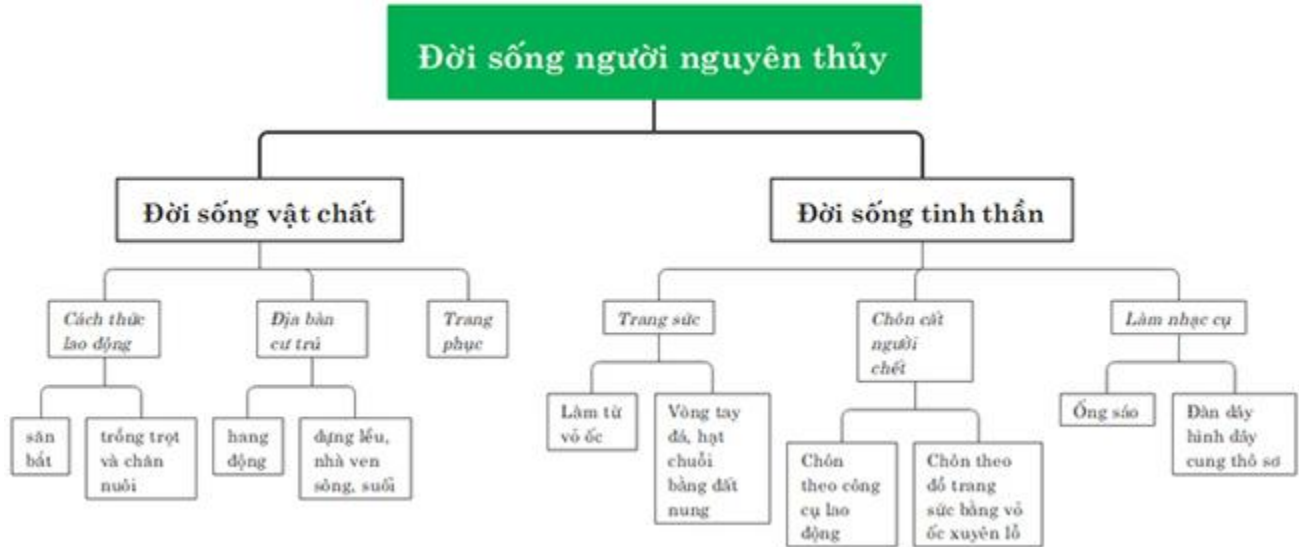 Đời sống người nguyên thủy
Đời sống vật chất
Đời sống tinh thần
Cách thức
lao động
Địa bàn
cư trú
Trang
phục
Trang sức
Chôn cất
người
chết
Làm nhạc cụ
săn
bắt
trồng trọt
và chăn
nuôi
hang
động
dựng lều,
nhà ven
sông, suối
Làm từ
vỏ ốc
Vòng tay
đá, hạt
chuỗi
bằng đất
nung
Chôn
theo công
cụ lao
động
Chôn theo
đồ trang
sức bằng vỏ
ốc xuyên lỗ
Ống sáo
Đàn dây
hình dây
cung thô sơ